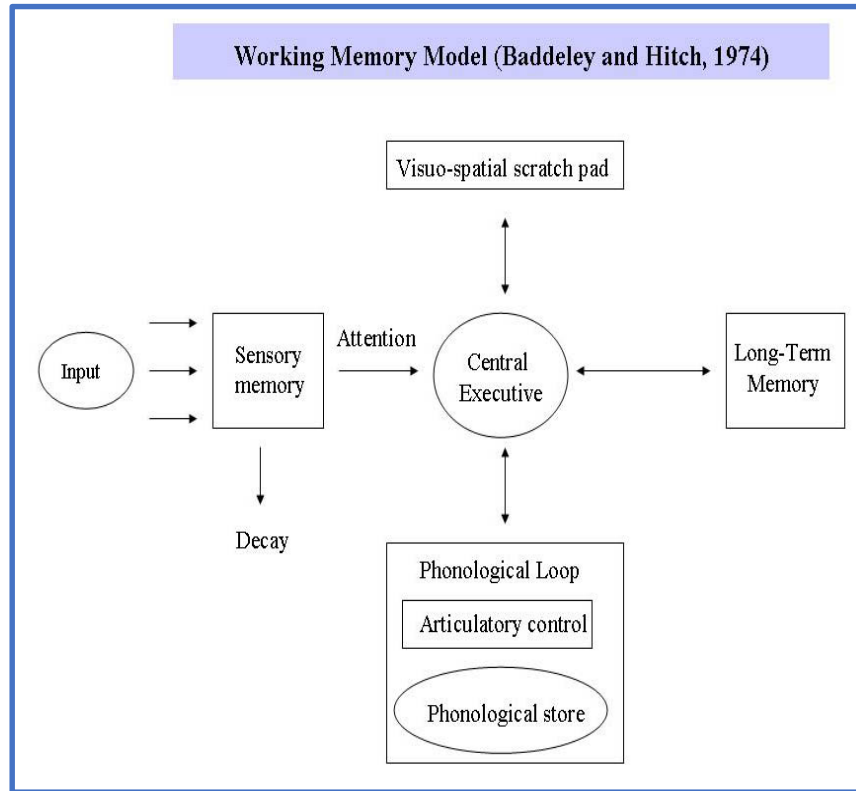 Working Memory Model (Baddeley and Hitch, 1974)
Visuo-spatial scratch pad
Input
Sensory
memory
Attention
Central
Executive
Long-Term
Memory
Decay
Phonological Loop
Articulatory control
Phonological store